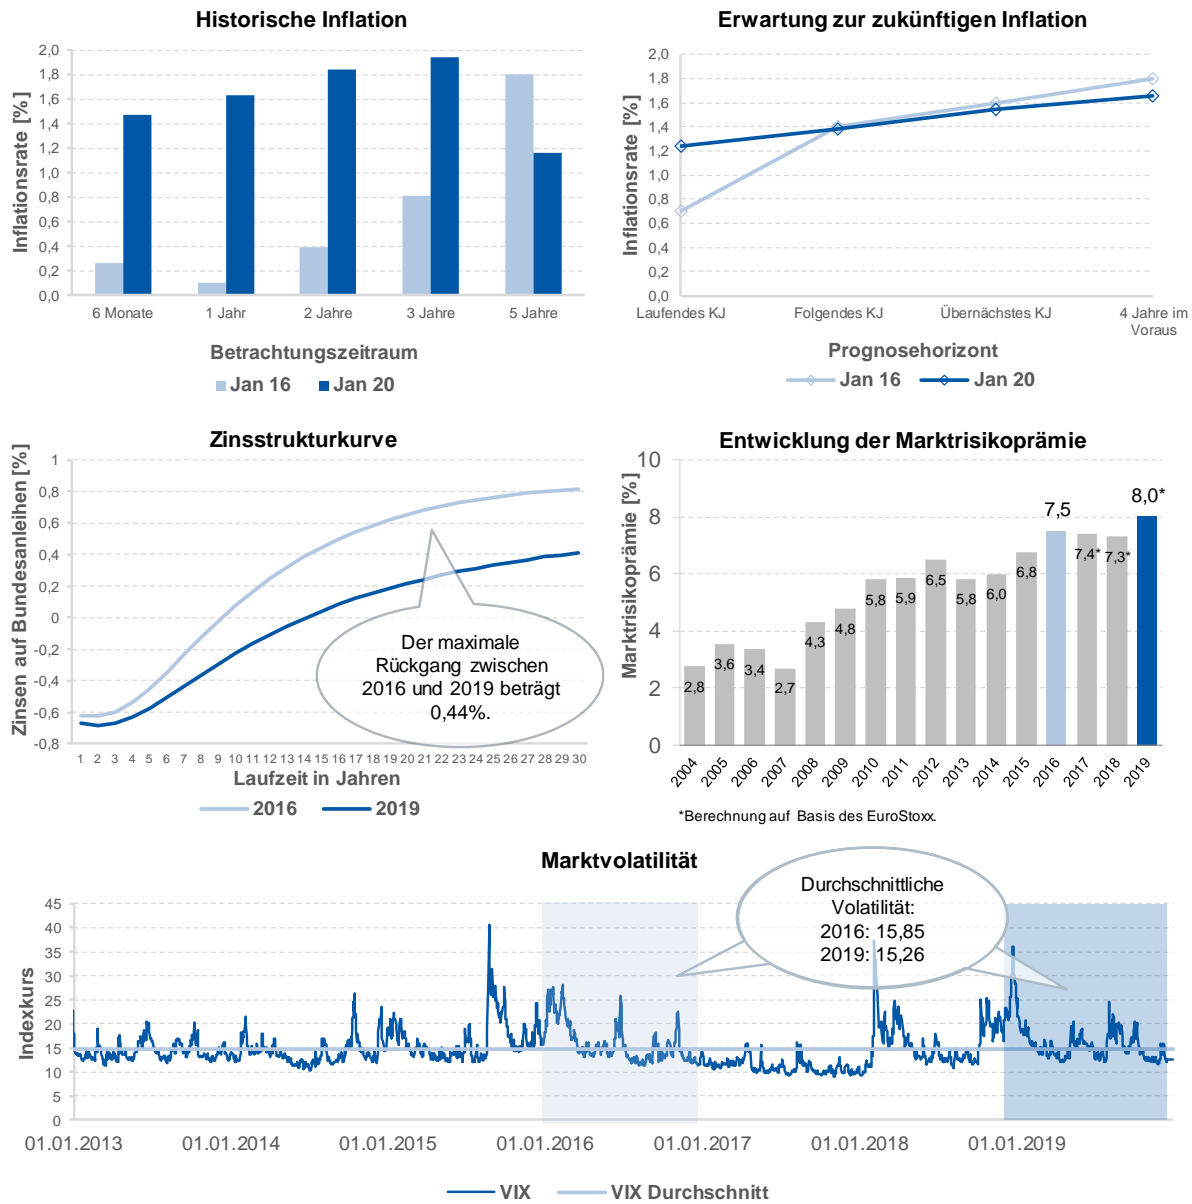 Historische Inflation
Inflationsrate [%]
2,0
1,8
1,6
1,4
1,2
1,0
0,8
0,6
0,4
0,2
0,0
6 Monate 1 Jahr 2 Jahre 3 Jahre 5 Jahre
Betrachtungszeitraum
Jan 16 Jan 20
Erwartung zur zukünftigen Inflation
Inflationsrate [%]
2,0
1,8
1,6
1,4
1,2
1,0
0,8
0,6
0,4
0,2
0,0
Laufendes KJ Folgendes KJ Übernächstes KJ 4 Jahre im
Voraus
Prognosehorizont
Jan 16 Jan 20
Zinsstrukturkurve
Zinsen auf Bundesanleihen [%]
1
0,8
0,6
0,4
0,2
0
-0,2
-0,4
-0,6
-0,8
Der maximale
Rückgang zwischen
2016 und 2019 beträgt
0,44%.
1 2 3 4 5 6 7 8 9 10 11 12 13 14 15 16 17 18 19 20 21 22 23 24 25 26 27 28 29 30
Laufzeit in Jahren
2016 2019
Entwicklung der Marktrisikoprämie
Marktrisikoprämie [%]
10
8
6
4
2
0
2,8 3,6 3,4 2,7 4,3 4,8 5,8 5,9 6,5 5,8 6,0 6,8 7,5 7,4* 7,3* 8,0*
2004 2005 2006 2007 2008 2009 2010 2011 2012 2013 2014 2015 2016 2017 2018 2019
*Berechnung auf Basis des EuroStoxx.
Marktvolatilität
Durchschnittliche
Volatilität:
2016: 15,85
2019: 15,26
Indexkurs
45
40
35
30
25
20
15
10
5
0
01.01.2013 01.01.2014 01.01.2015 01.01.2016 01.01.2017 01.01.2018 01.01.2019
VIX VIX Durchschnitt